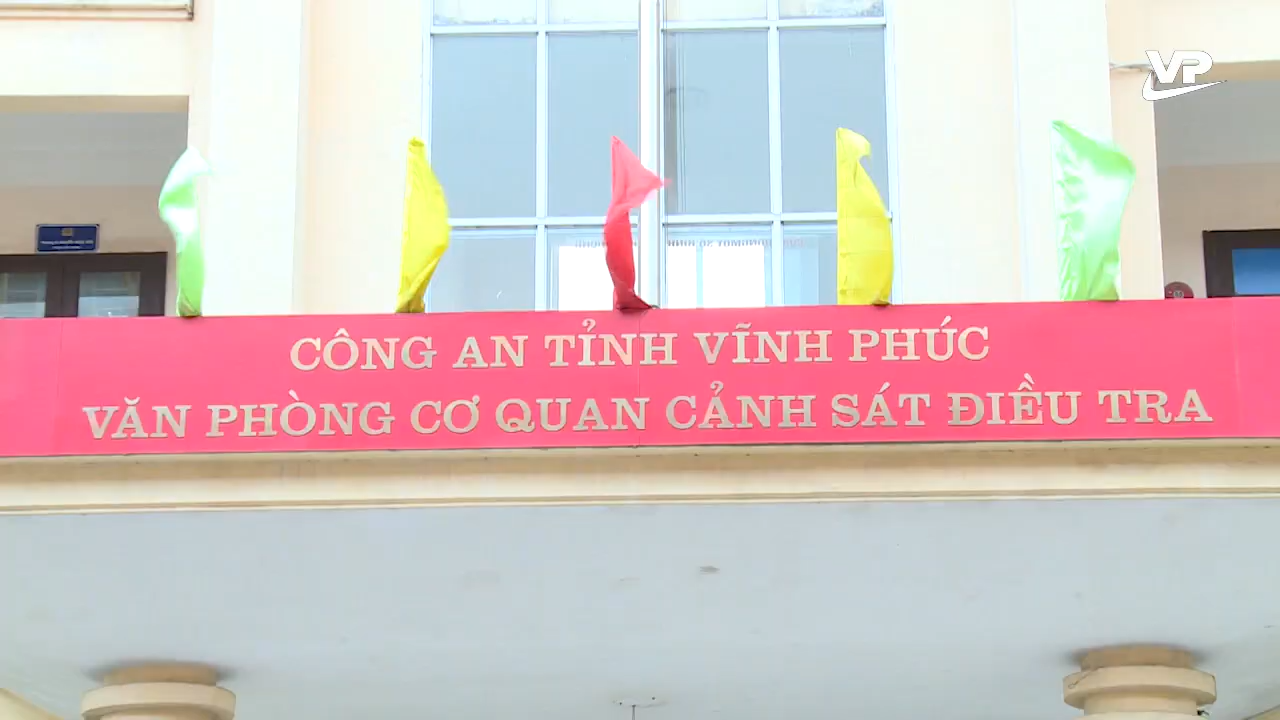 VP
CÔNG AN TỈNH VĨNH PHÚC
VĂN PHÒNG CƠ QUAN CẢNH SÁT ĐIỀU TRA